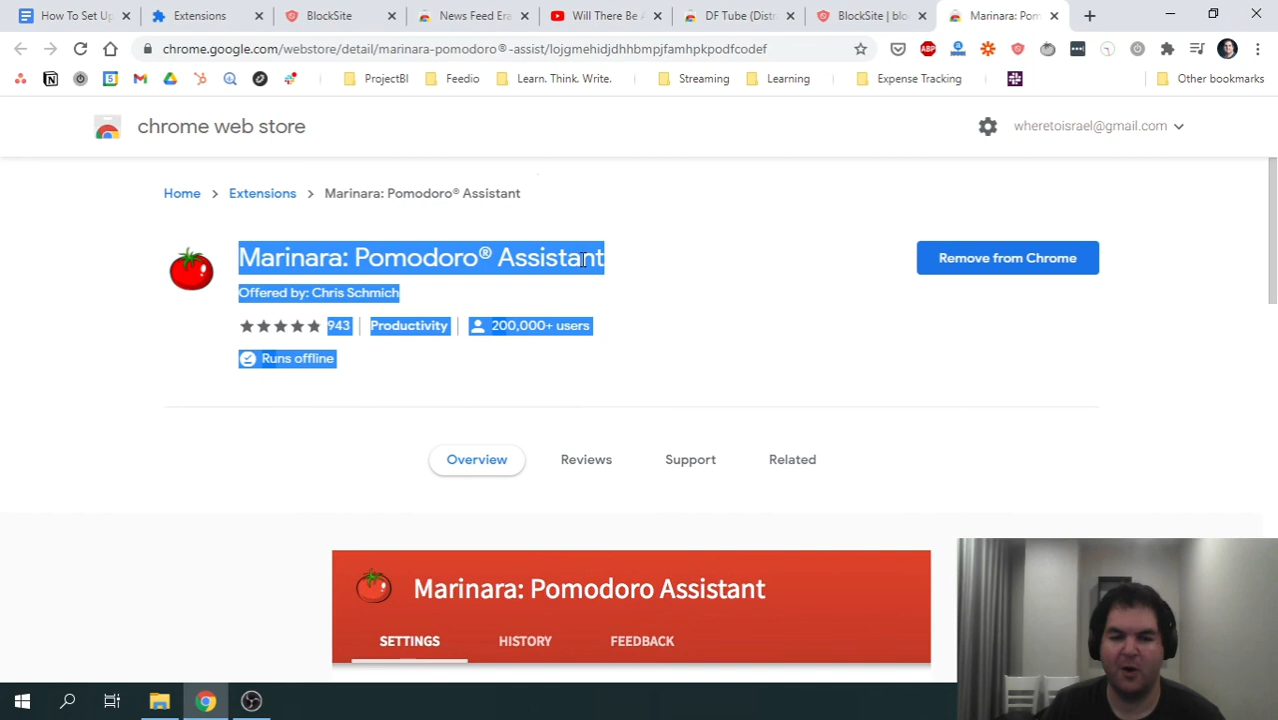 How To Set Up
Extensions
BlockSite
News Feed Era
Will There Be
DF Tube (Distr
BlockSite | blo
Marinara: Pom
chrome.google.com/webstore/detail/marinara-pomodoro®-assist/lojgmehidjdhhbmpjfamhpkpodfcodef
ABP
ProjectBI
Feedio
Learn. Think. Write.
Streaming
Learning
Expense Tracking
Other bookmarks
chrome web store
wheretoisrael@gmail.com
Home > Extensions > Marinara: Pomodoro® Assistant
Marinara: Pomodoro® Assistant
Remove from Chrome
Offered by: Chris Schmich
943 | Productivity | 200,000+ users
Runs offline
Overview
Reviews
Support
Related
Marinara: Pomodoro Assistant
SETTINGS
HISTORY
FEEDBACK